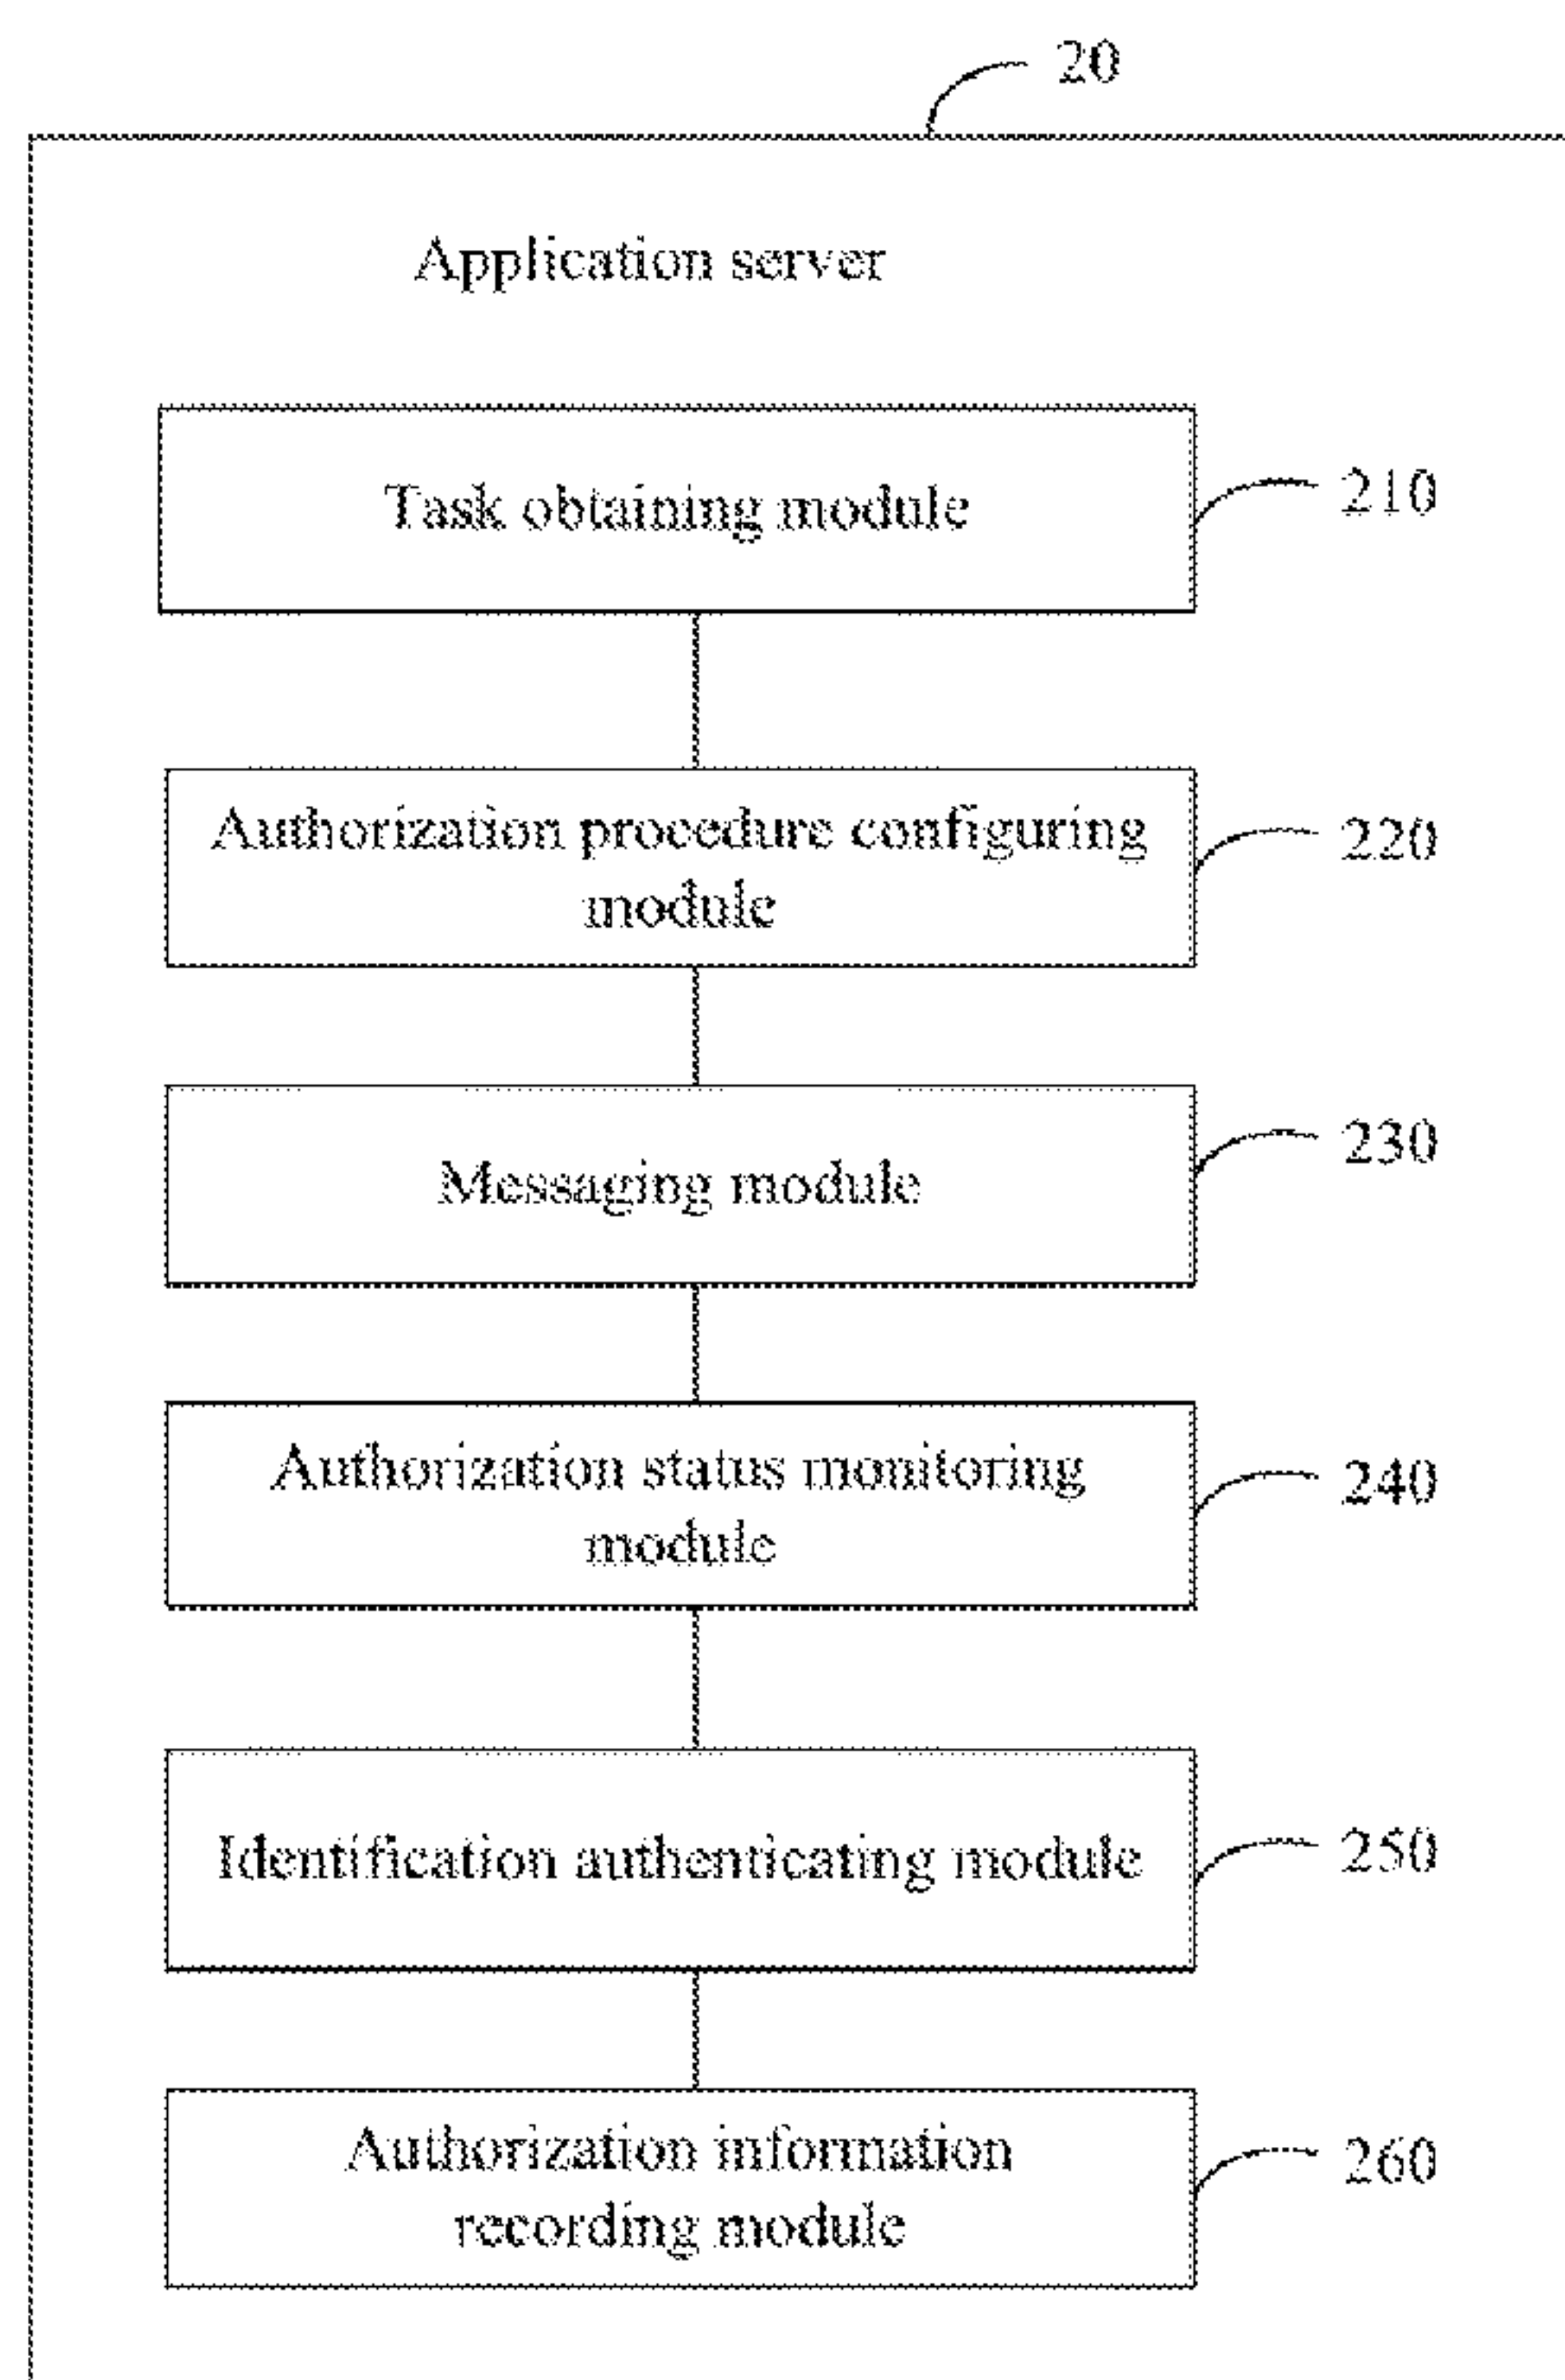 20
Application server
Task obtaining module
210
Authorization procedure configuring
module
220
Messaging module
230
Authorization status monitoring
module
240
Identification authenticating module
250
Authorization information
recording module
260